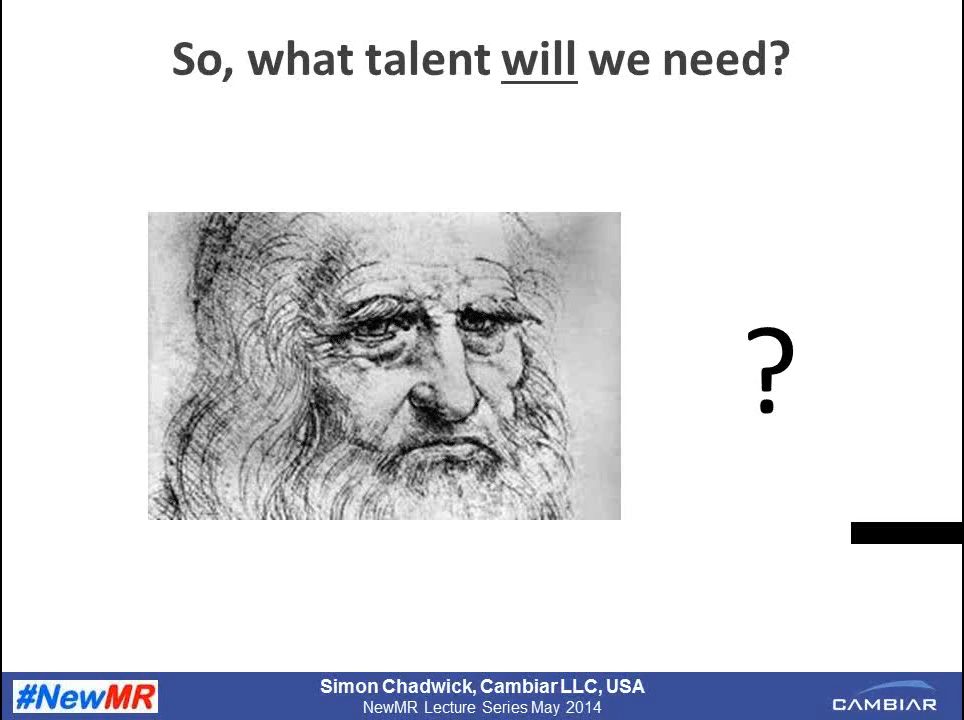 So, what talent will we need?
?
#NewMR
Simon Chadwick, Cambiar LLC, USA
NewMR Lecture Series May 2014
CAMBIAR